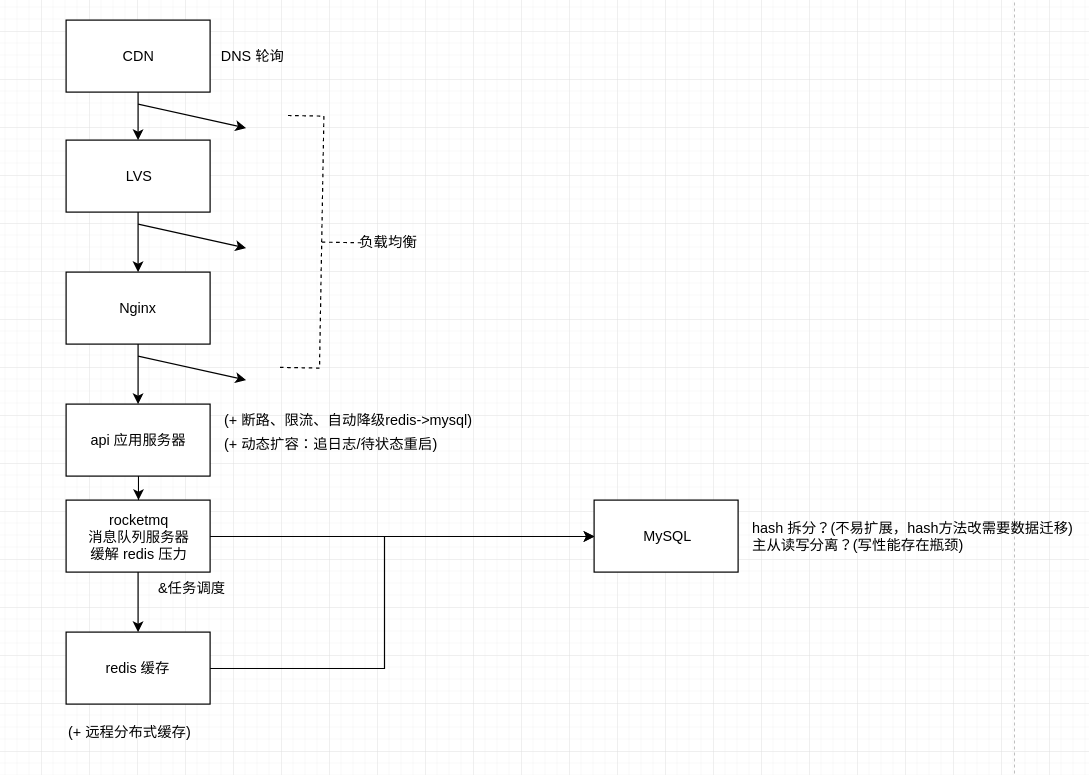 CDN
DNS 轮询
LVS
负载均衡
Nginx
api 应用服务器
(+ 断路、限流、自动降级redis->mysql)
(+ 动态扩容：追日志/待状态重启)
rocketmq
消息队列服务器
缓解 redis 压力
MySQL
hash 拆分？(不易扩展，hash方法改需要数据迁移)
主从读写分离？(写性能存在瓶颈)
&任务调度
redis 缓存
(+ 远程分布式缓存)